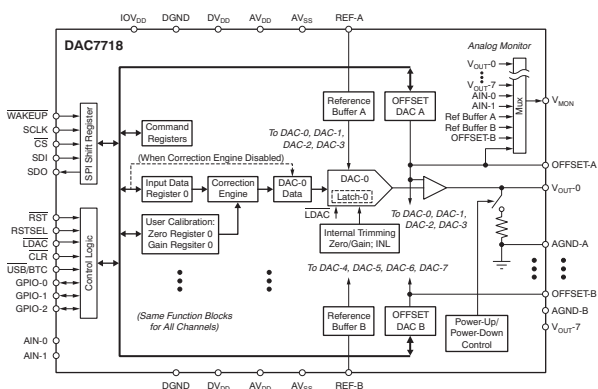 IOVDD DGND DVDD AVDD AVSS REF-A
DAC7718
Analog Monitor
VOUT-0
VOUT-7
AIN-0
AIN-1
Ref Buffer A
Ref Buffer B
OFFSET-B
Mux
VMON
WAKEUP
SCLK
CS
SDI
SDO
SPI Shift Register
Command
Registers
Reference
Buffer A
OFFSET
DAC A
To DAC-0, DAC-1,
DAC-2, DAC-3
(When Correction Engine Disabled)
OFFSET-A
Input Data
Register 0
Correction
Engine
DAC-0
Data
DAC-0
Latch-0
VOUT-0
LDAC
To DAC-0, DAC-1,
DAC-2, DAC-3
RST
RSTSEL
LDAC
CLR
USB/BTC
GPIO-0
GPIO-1
GPIO-2
Control Logic
User Calibration:
Zero Register 0
Gain Regsiter 0
Internal Trimming
Zero/Gain; INL
AGND-A
To DAC-4, DAC-5, DAC-6, DAC-7
OFFSET-B
(Same Function Blocks
for All Channels)
Reference
Buffer B
OFFSET
DAC B
Power-Up/
Power-Down
Control
AGND-B
VOUT-7
AIN-0
AIN-1
DGND DVDD AVDD AVSS REF-B